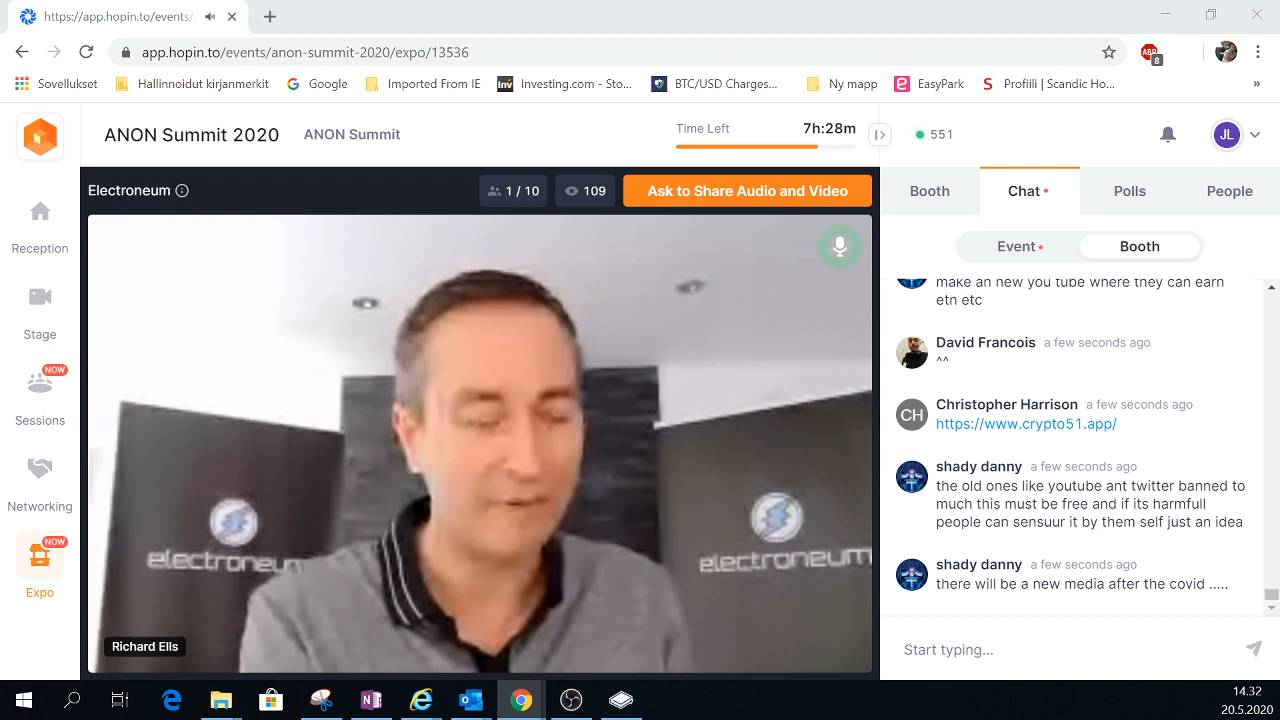 https://app.hopin.to/events/
app.hopin.to/events/anon-summit-2020/expo/13536
ABP
8
Sovellukset
Hallinnoidut kirjanmerkit
Google
Imported From IE
Inv
Investing.com - Sto...
BTC/USD Charges...
Ny mapp
EasyPark
S
Profiili | Scandic Ho...
»
ANON Summit 2020
ANON Summit
Time Left
7h:28m
551
JL
Reception
Stage
NOW
Sessions
Networking
NOW
Expo
Electroneum
1 / 10
109
Ask to Share Audio and Video
electroneum
electroneum
Richard Ells
Booth
Chat
Polls
People
Event
Booth
make an new you tube where they can earn
etn etc
David Francois a few seconds ago
^^
CH
Christopher Harrison a few seconds ago
https://www.crypto51.app/
shady danny a few seconds ago
the old ones like youtube ant twitter banned to
much this must be free and if its harmfull
people can sensuur it by them self just an idea
shady danny a few seconds ago
there will be a new media after the covid .....
Start typing...
14.32
20.5.2020